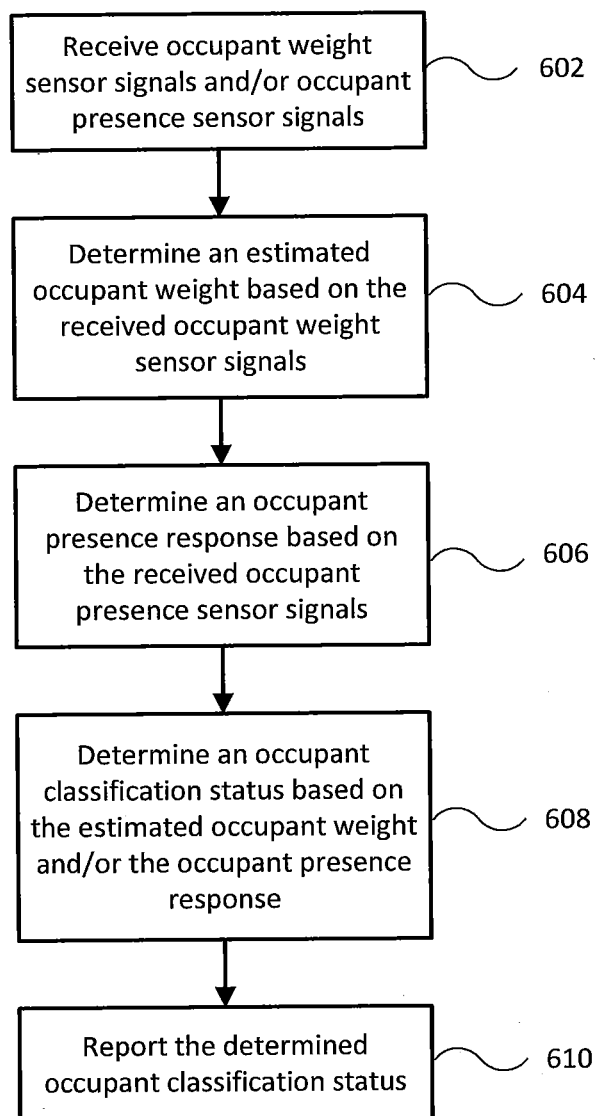 Receive occupant weight
sensor signals and/or occupant
presence sensor signals
602
Determine an estimated
occupant weight based on the
received occupant weight
sensor signals
604
Determine an occupant
presence response based on
the received occupant
presence sensor signals
606
Determine an occupant
classification status based on
the estimated occupant weight
and/or the occupant presence
response
608
Report the determined
occupant classification status
610